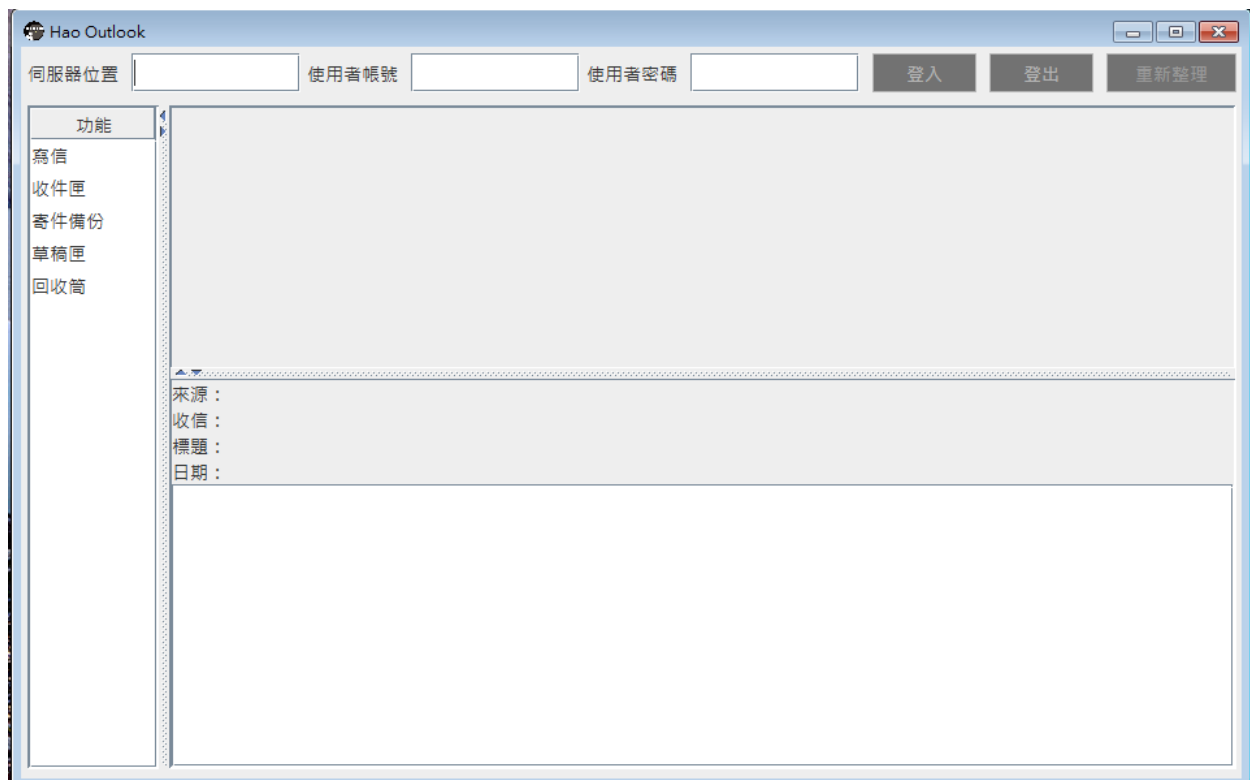 Hao Outlook
伺服器位置 使用者帳號 使用者密碼 登入 登出 重新整理
功能
寫信
收件匣
寄件備份
草稿匣
回收筒
來源：
收信：
標題：
日期：